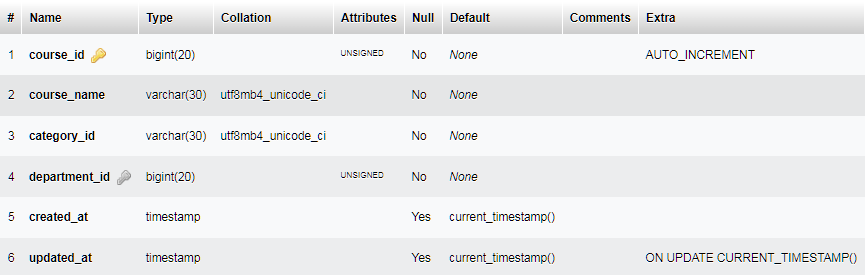 # Name Type Collation Attributes Null Default Comments Extra
1 course_id bigint(20) UNSIGNED No None AUTO_INCREMENT
2 course_name varchar(30) utf8mb4_unicode_ci No None
3 category_id varchar(30) utf8mb4_unicode_ci No None
4 department_id bigint(20) UNSIGNED No None
5 created_at timestamp Yes current_timestamp()
6 updated_at timestamp Yes current_timestamp() ON UPDATE CURRENT_TIMESTAMP()